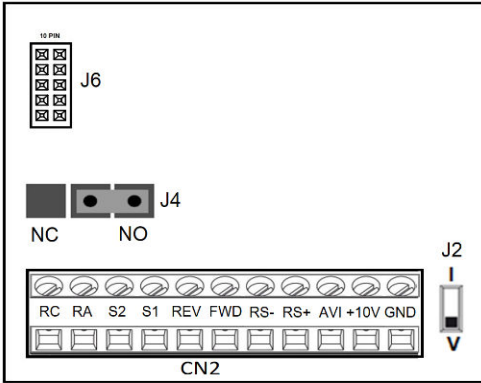 10 PIN
J6
J4
NC NO
J2
I
RC RA S2 S1 REV FWD RS- RS+ AVI +10V GND
V
CN2